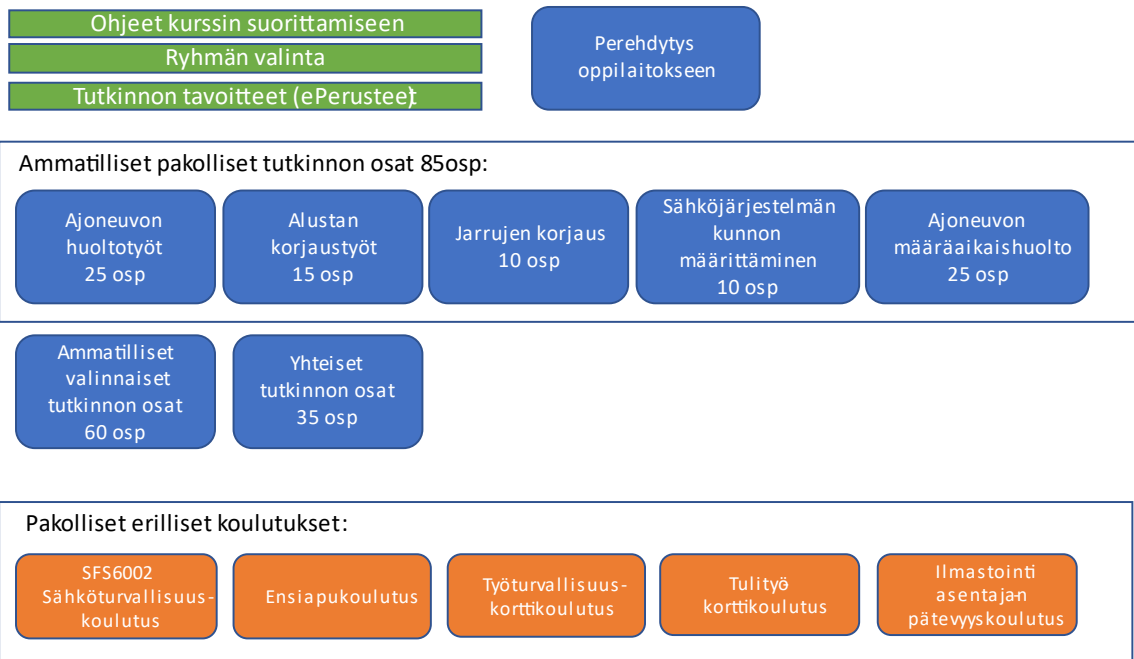 Ohjeet kurssin suorittamiseen
Ryhmän valinta
Tutkinnon tavoitteet (ePerusteet)
Perehdytys
oppilaitokseen
Ammatilliset pakolliset tutkinnon osat 85osp:
Ajoneuvon
huoltotyöt
25 osp
Alustan
korjaustyöt
15 osp
Jarrujen korjaus
10 osp
Sähköjärjestelmän
kunnon
määrittäminen
10 osp
Ajoneuvon
määräaikaishuolto
25 osp
Ammatilliset
valinnaiset
tutkinnon osat
60 osp
Yhteiset
tutkinnon osat
35 osp
Pakolliset erilliset koulutukset:
SFS6002
Sähköturvallisuus-
koulutus
Ensiapukoulutus
Työturvallisuus-
korttikoulutus
Tulityö-
korttikoulutus
Ilmastointi
asentajan-
pätevyyskoulutus